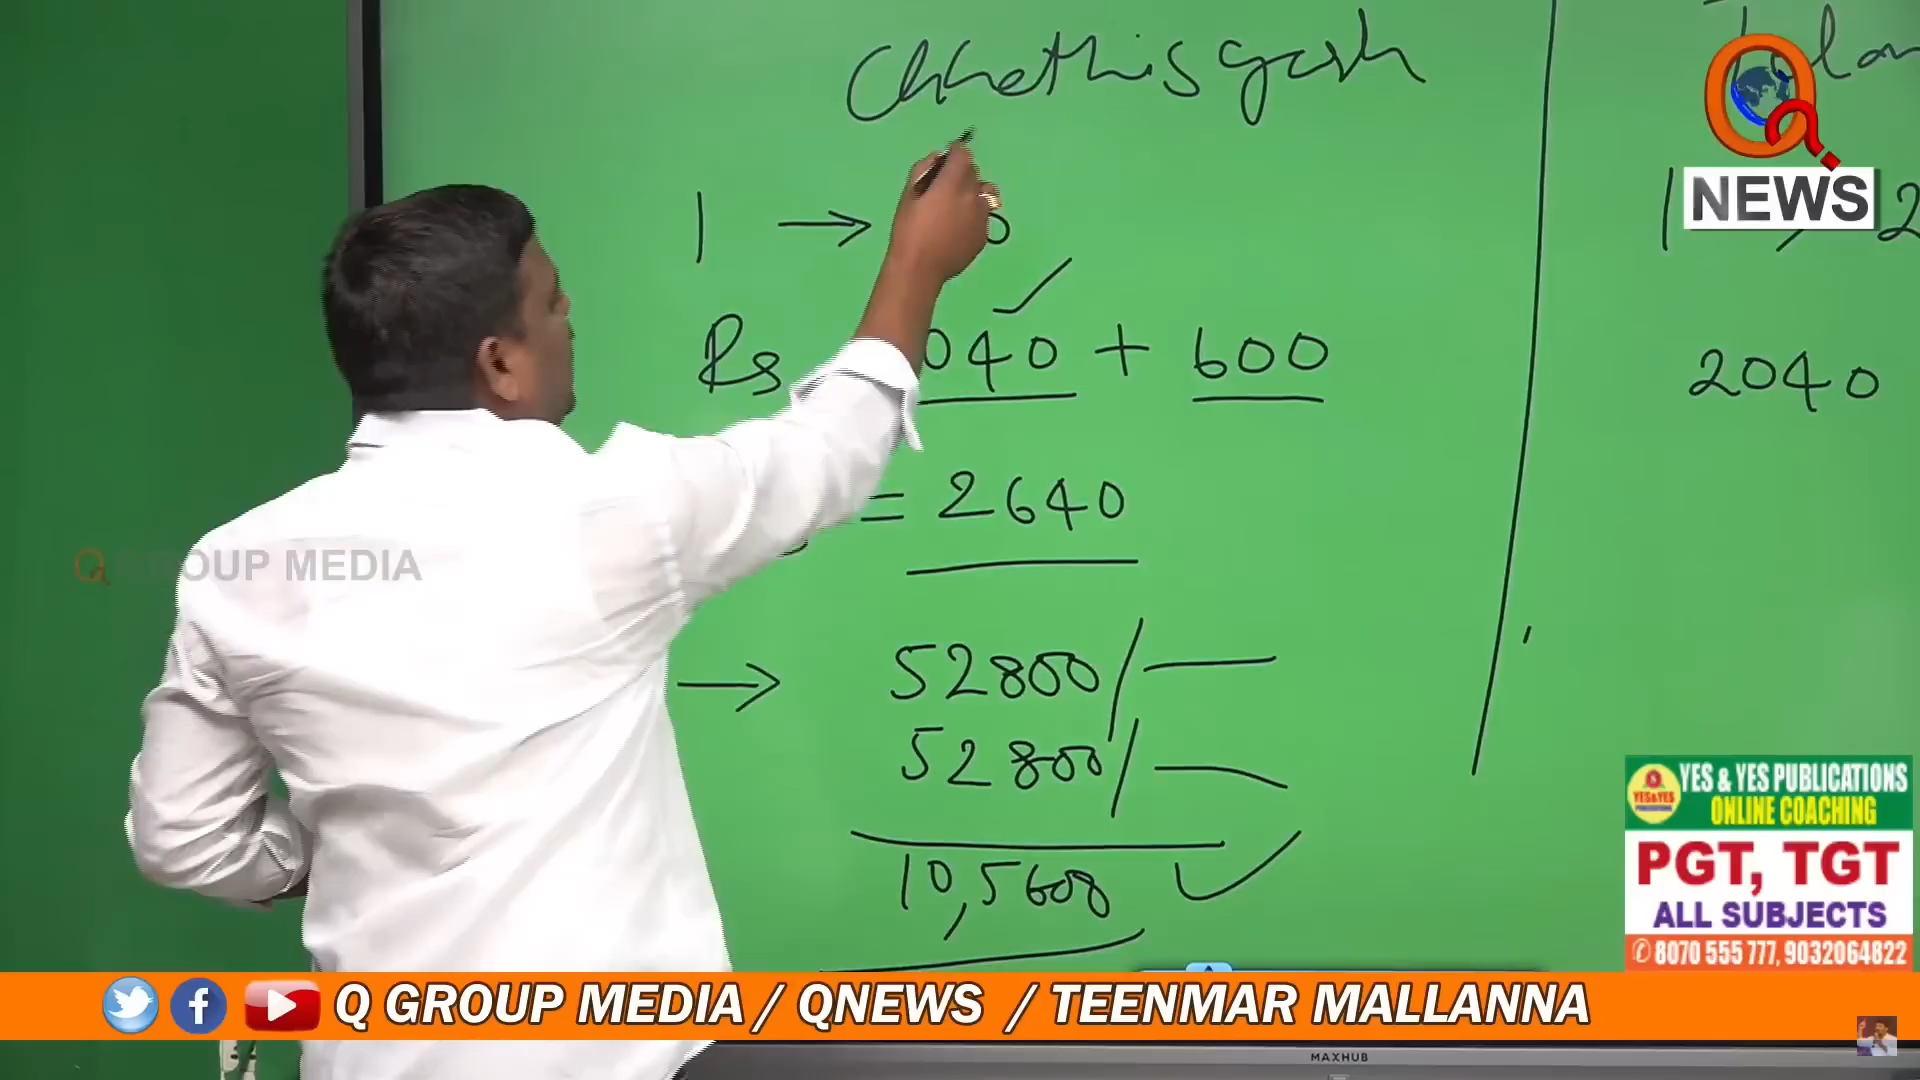 Chhethisgarh
1 →
Rs 040 + 600
= 2640
→ 52800/—
52800/—
10,5600
2040
NEWS
Q GROUP MEDIA
YES & YES PUBLICATIONS
ONLINE COACHING
PGT, TGT
ALL SUBJECTS
✆ 8070 555 777, 9032064822
Q GROUP MEDIA / QNEWS / TEENMAR MALLANNA
MAXHUB